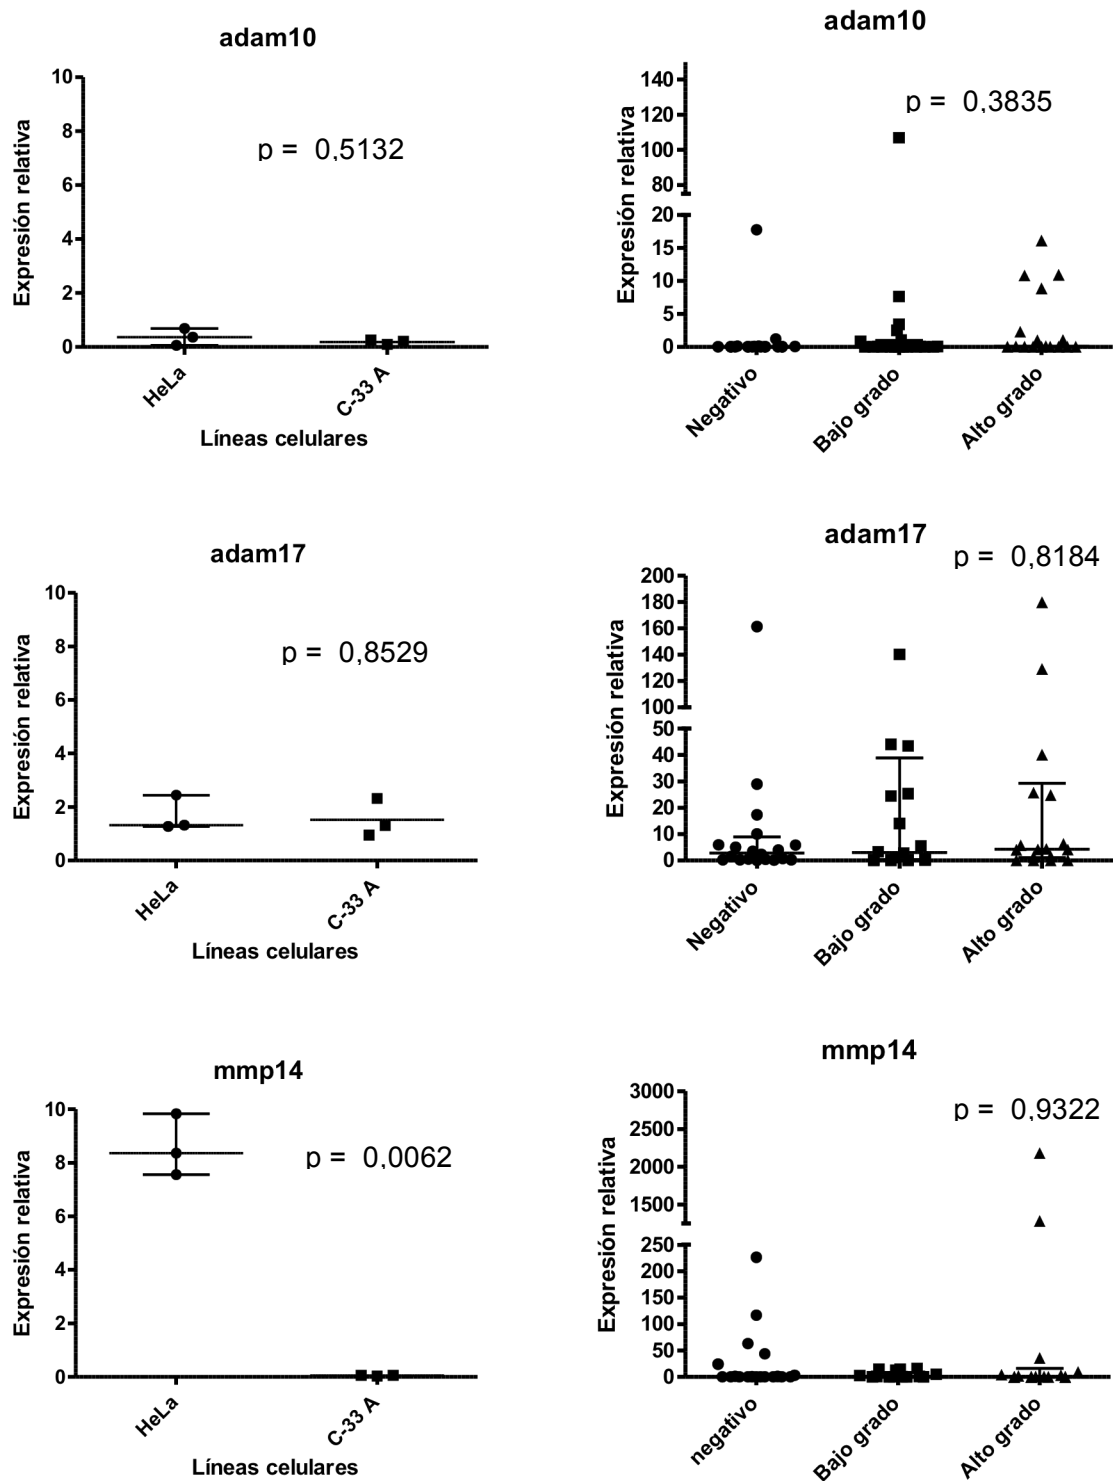 adam10
Expresión relativa
10
8
6
4
2
0
p = 0,5132
HeLa
C-33 A
Líneas celulares
adam10
Expresión relativa
140
120
100
80
60
40
20
15
10
5
0
p = 0,3835
Negativo
Bajo grado
Alto grado
adam17
Expresión relativa
10
8
6
4
2
0
p = 0,8529
HeLa
C-33 A
Líneas celulares
adam17
Expresión relativa
200
180
160
140
120
100
50
40
30
20
10
0
p = 0,8184
Negativo
Bajo grado
Alto grado
mmp14
Expresión relativa
10
8
6
4
2
0
p = 0,0062
HeLa
C-33 A
Líneas celulares
mmp14
Expresión relativa
3000
2500
2000
1500
250
200
150
100
50
0
p = 0,9322
negativo
Bajo grado
Alto grado